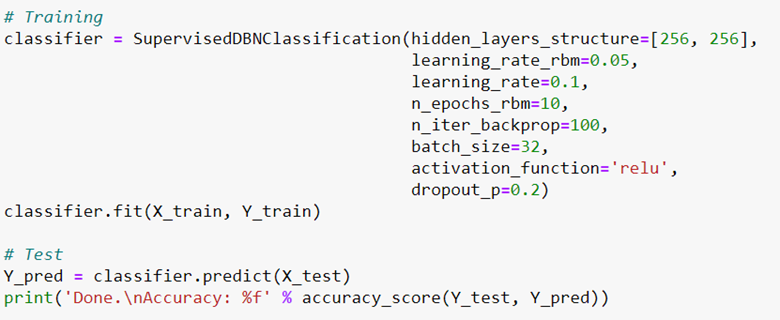 # Training
classifier = SupervisedDBNClassification(hidden_layers_structure=[256, 256],
                                         learning_rate_rbm=0.05,
                                         learning_rate=0.1,
                                         n_epochs_rbm=10,
                                         n_iter_backprop=100,
                                         batch_size=32,
                                         activation_function='relu',
                                         dropout_p=0.2)
classifier.fit(X_train, Y_train)

# Test
Y_pred = classifier.predict(X_test)
print('Done.\nAccuracy: %f' % accuracy_score(Y_test, Y_pred))